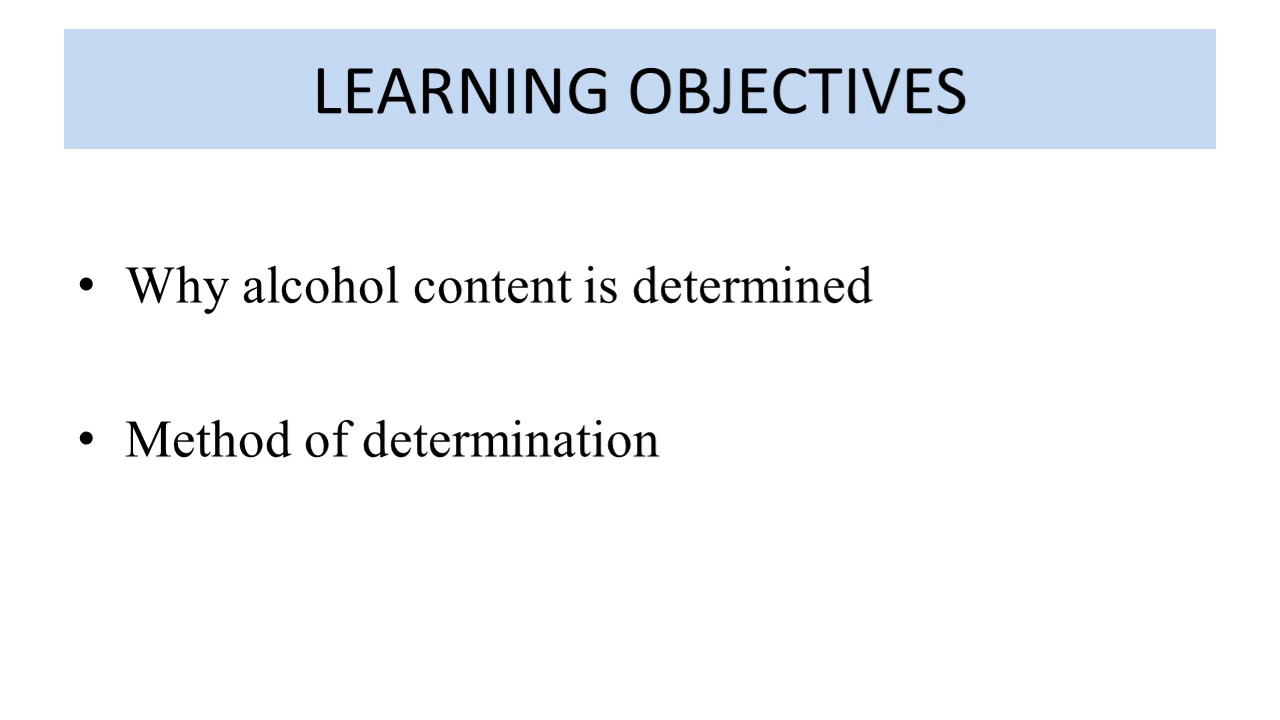 LEARNING OBJECTIVES
• Why alcohol content is determined
• Method of determination